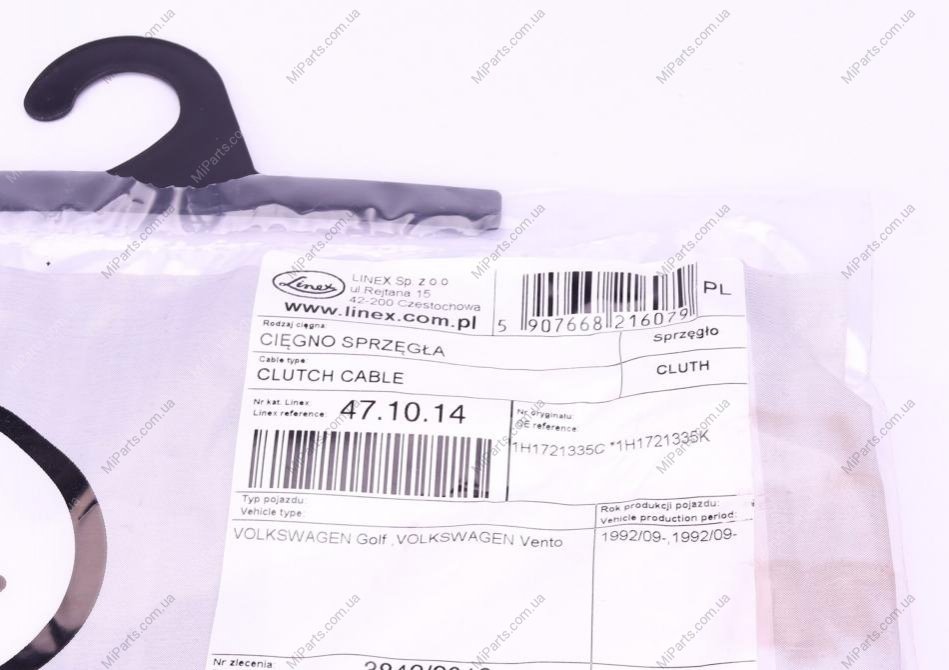 Linex
LINEX Sp. z o.o
ul Rejtana 15
42-200 Czestochowa
www.linex.com.pl
5 907668 216079
PL
Rodzaj cięgna:
CIĘGNO SPRZĘGŁA
Sprzęgło
Cable type:
CLUTCH CABLE
CLUTH
Nr kat. Linex:
Linex reference:
47.10.14
Nr oryginału:
OE reference:
1H1721335C *1H1721335K
Typ pojazdu:
Vehicle type:
Rok produkcji pojazdu:
Vehicle production period:
VOLKSWAGEN Golf ,VOLKSWAGEN Vento
1992/09-,1992/09-
Nr zlecenia:
MiParts.com.ua